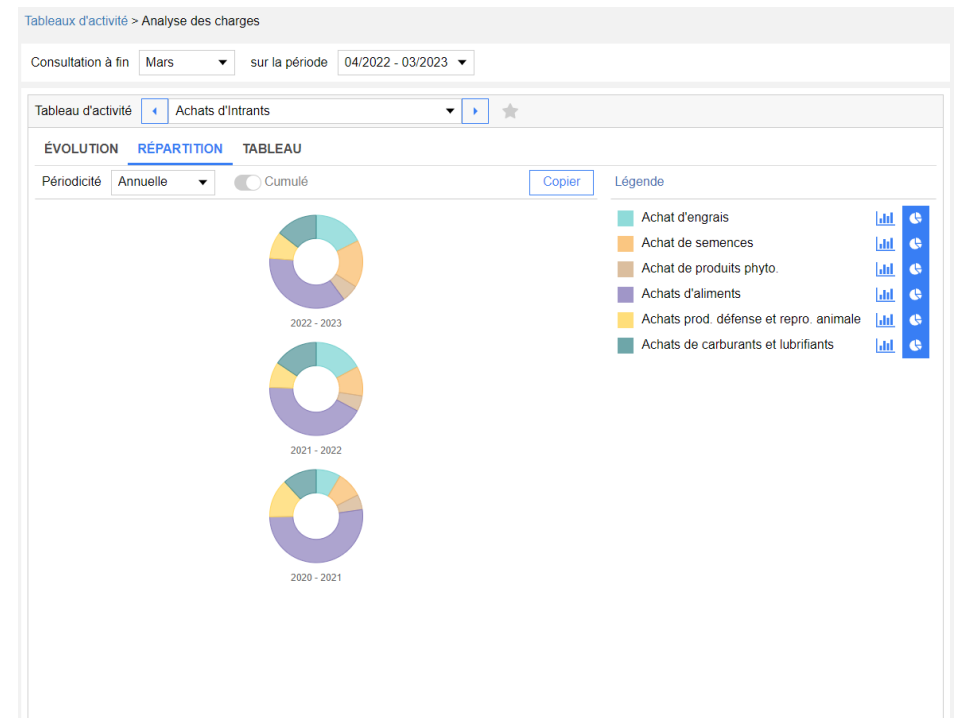 Tableaux d'activité > Analyse des charges
Consultation à fin Mars sur la période 04/2022 - 03/2023
Tableau d'activité Achats d'Intrants
ÉVOLUTION RÉPARTITION TABLEAU
Périodicité Annuelle Cumulé Copier Légende
Achat d'engrais
Achat de semences
Achat de produits phyto.
Achats d'aliments
Achats prod. défense et repro. animale
Achats de carburants et lubrifiants
2022 - 2023
2021 - 2022
2020 - 2021